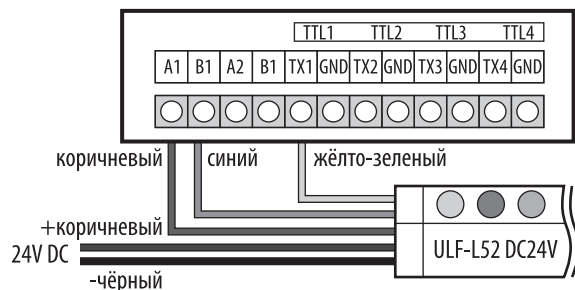 TTL1 TTL2 TTL3 TTL4
A1 B1 A2 B1 TX1 GND TX2 GND TX3 GND TX4 GND
коричневый синий жёлто-зеленый
+коричневый
24V DC
ULF-L52 DC24V
-чёрный